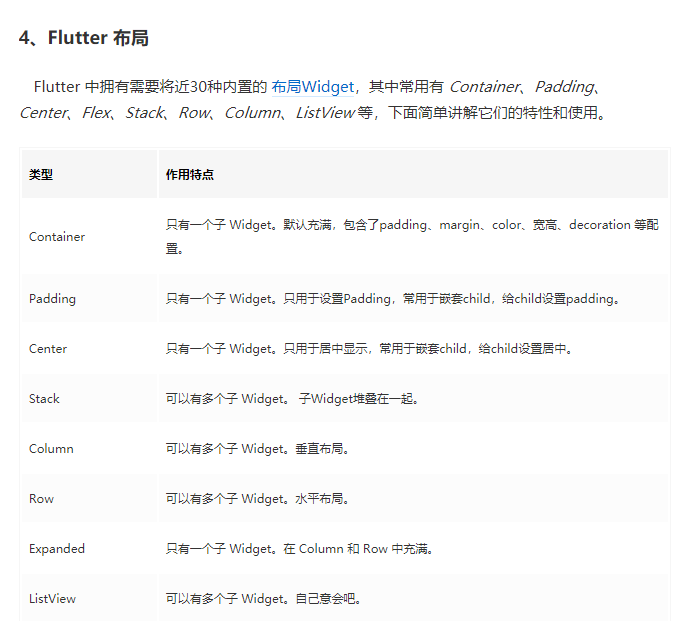 4、Flutter 布局
Flutter 中拥有需要将近30种内置的 布局Widget，其中常用有 Container、Padding、
Center、Flex、Stack、Row、Column、ListView 等，下面简单讲解它们的特性和使用。
类型 作用特点
Container 只有一个子 Widget。默认充满，包含了padding、margin、color、宽高、decoration 等配
置。
Padding 只有一个子 Widget。只用于设置Padding，常用于嵌套child，给child设置padding。
Center 只有一个子 Widget。只用于居中显示，常用于嵌套child，给child设置居中。
Stack 可以有多个子 Widget。 子Widget堆叠在一起。
Column 可以有多个子 Widget。垂直布局。
Row 可以有多个子 Widget。水平布局。
Expanded 只有一个子 Widget。在 Column 和 Row 中充满。
ListView 可以有多个子 Widget。自己意会吧。